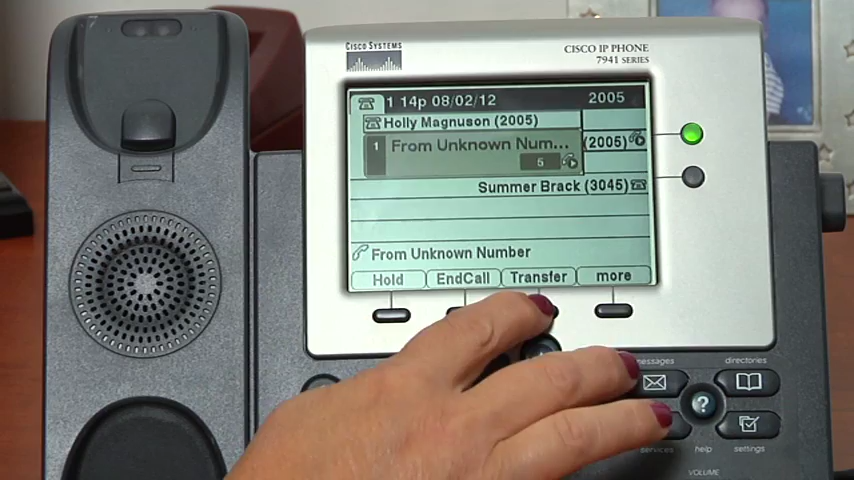 CISCO SYSTEMS
CISCO IP PHONE
7941 SERIES
1 14p 08/02/12 2005
Holly Magnuson (2005)
1 From Unknown Num... (2005)
5
Summer Brack (3045)
From Unknown Number
Hold EndCall Transfer more
messages directories
?
services help settings
VOLUME